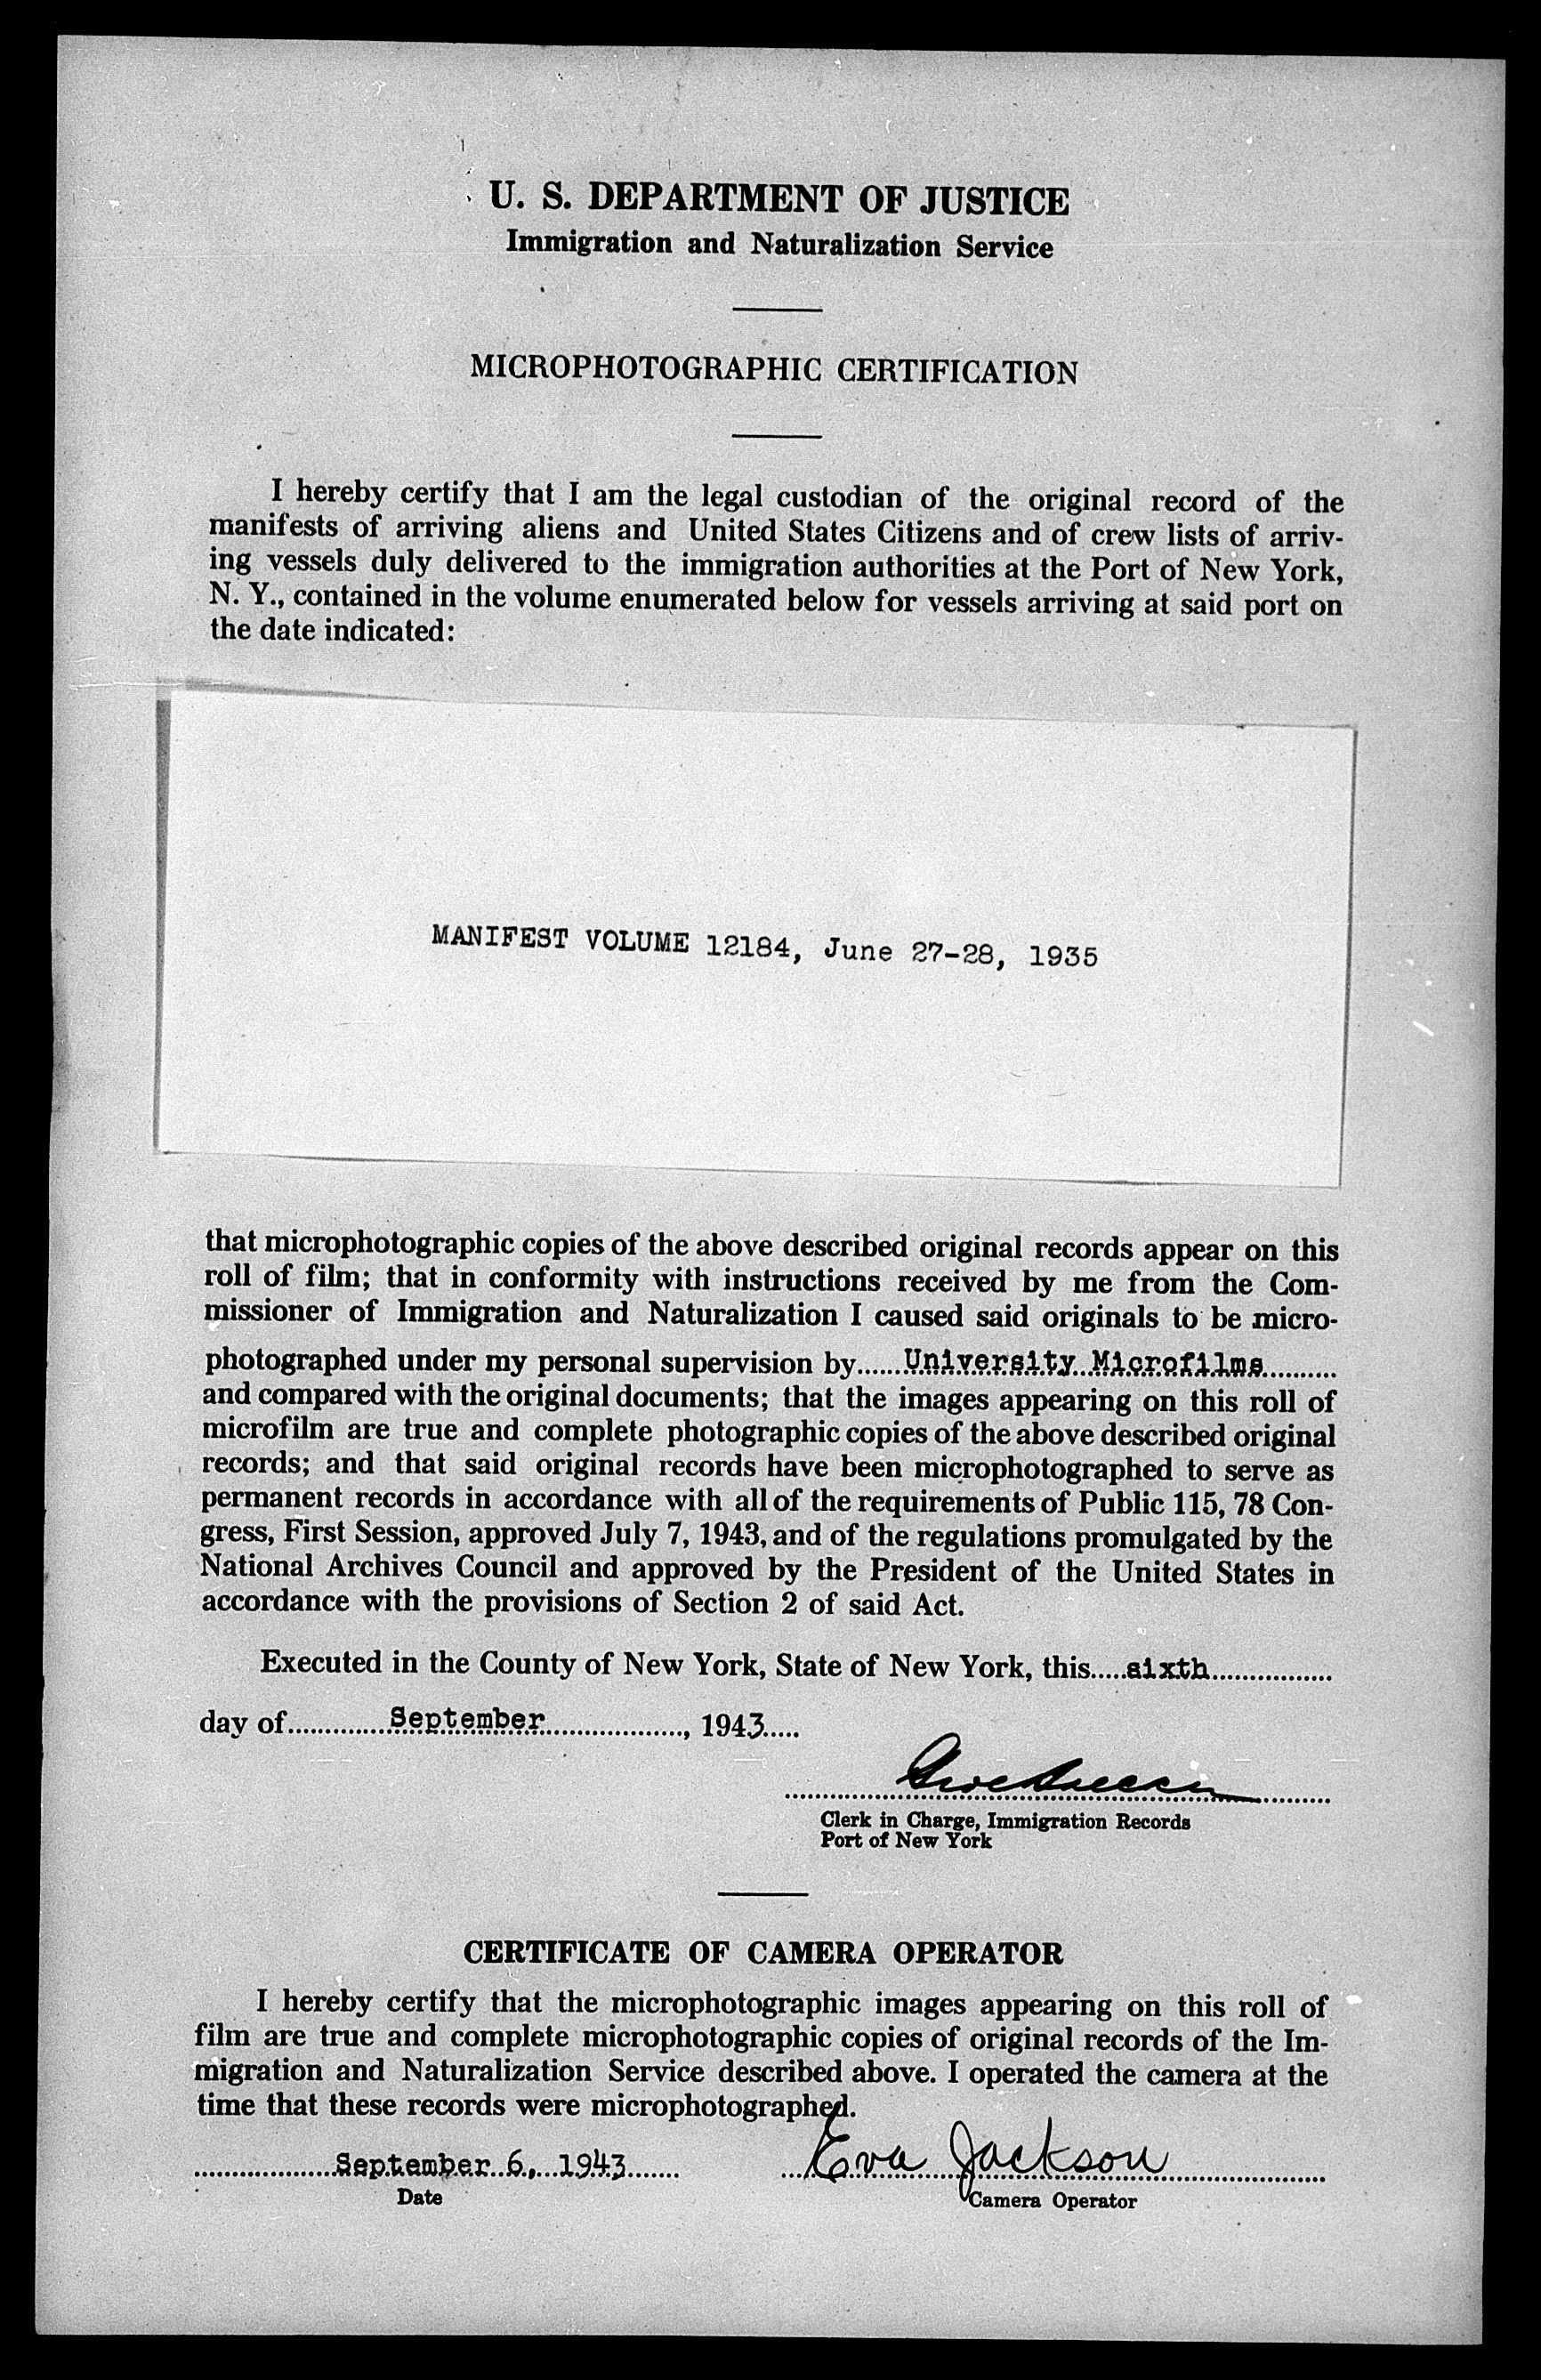 U. S. DEPARTMENT OF JUSTICE
Immigration and Naturalization Service
MICROPHOTOGRAPHIC CERTIFICATION
I hereby certify that I am the legal custodian of the original record of the
manifests of arriving aliens and United States Citizens and of crew lists of arriv-
ing vessels duly delivered to the immigration authorities at the Port of New York,
N. Y., contained in the volume enumerated below for vessels arriving at said port on
the date indicated:
MANIFEST VOLUME 12184, June 27-28, 1935
that microphotographic copies of the above described original records appear on this
roll of film; that in conformity with instructions received by me from the Com-
missioner of Immigration and Naturalization I caused said originals to be micro-
photographed under my personal supervision by......University Microfilms..........
and compared with the original documents; that the images appearing on this roll of
microfilm are true and complete photographic copies of the above described original
records; and that said original records have been microphotographed to serve as
permanent records in accordance with all of the requirements of Public 115, 78 Con-
gress, First Session, approved July 7, 1943, and of the regulations promulgated by the
National Archives Council and approved by the President of the United States in
accordance with the provisions of Section 2 of said Act.
Executed in the County of New York, State of New York, this.....sixth................
day of.............September..................., 1943.....
Clerk in Charge, Immigration Records
Port of New York
CERTIFICATE OF CAMERA OPERATOR
I hereby certify that the microphotographic images appearing on this roll of
film are true and complete microphotographic copies of original records of the Im-
migration and Naturalization Service described above. I operated the camera at the
time that these records were microphotographed.
...................September 6, 1943....... Eva Jackson
Date Camera Operator